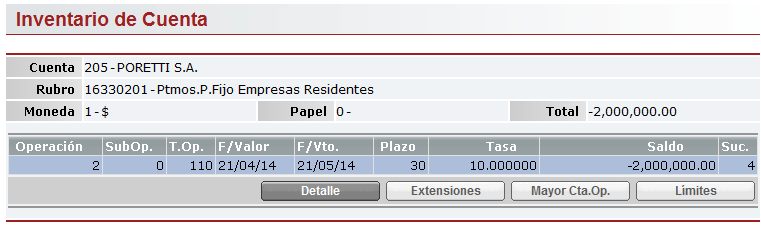 Inventario de Cuenta
Cuenta 205-PORETTI S.A.
Rubro 16330201-Ptmos.P.Fijo Empresas Residentes
Moneda 1-$ Papel 0- Total -2,000,000.00
Operación SubOp. T.Op. F/Valor F/Vto. Plazo Tasa Saldo Suc.
2 0 110 21/04/14 21/05/14 30 10.000000 -2,000,000.00 4
Detalle Extensiones Mayor Cta.Op. Límites